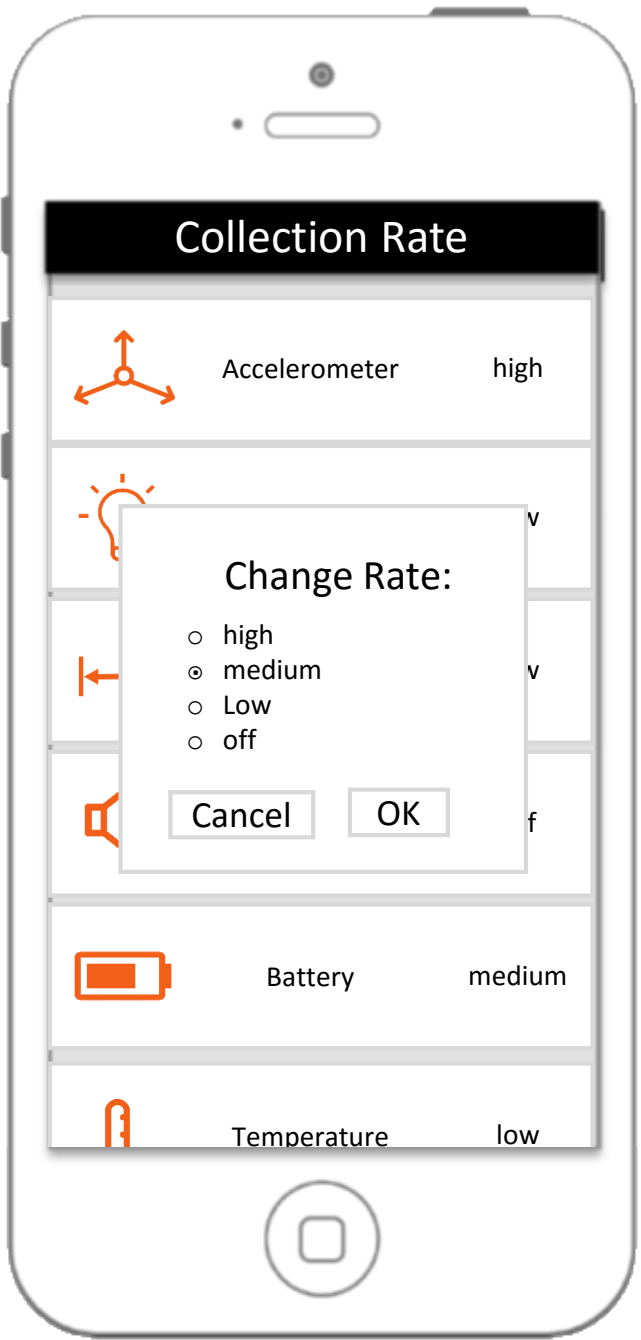 Collection Rate
Accelerometer high
Change Rate:
high
medium
Low
off
Cancel OK
Battery medium
Temperature low